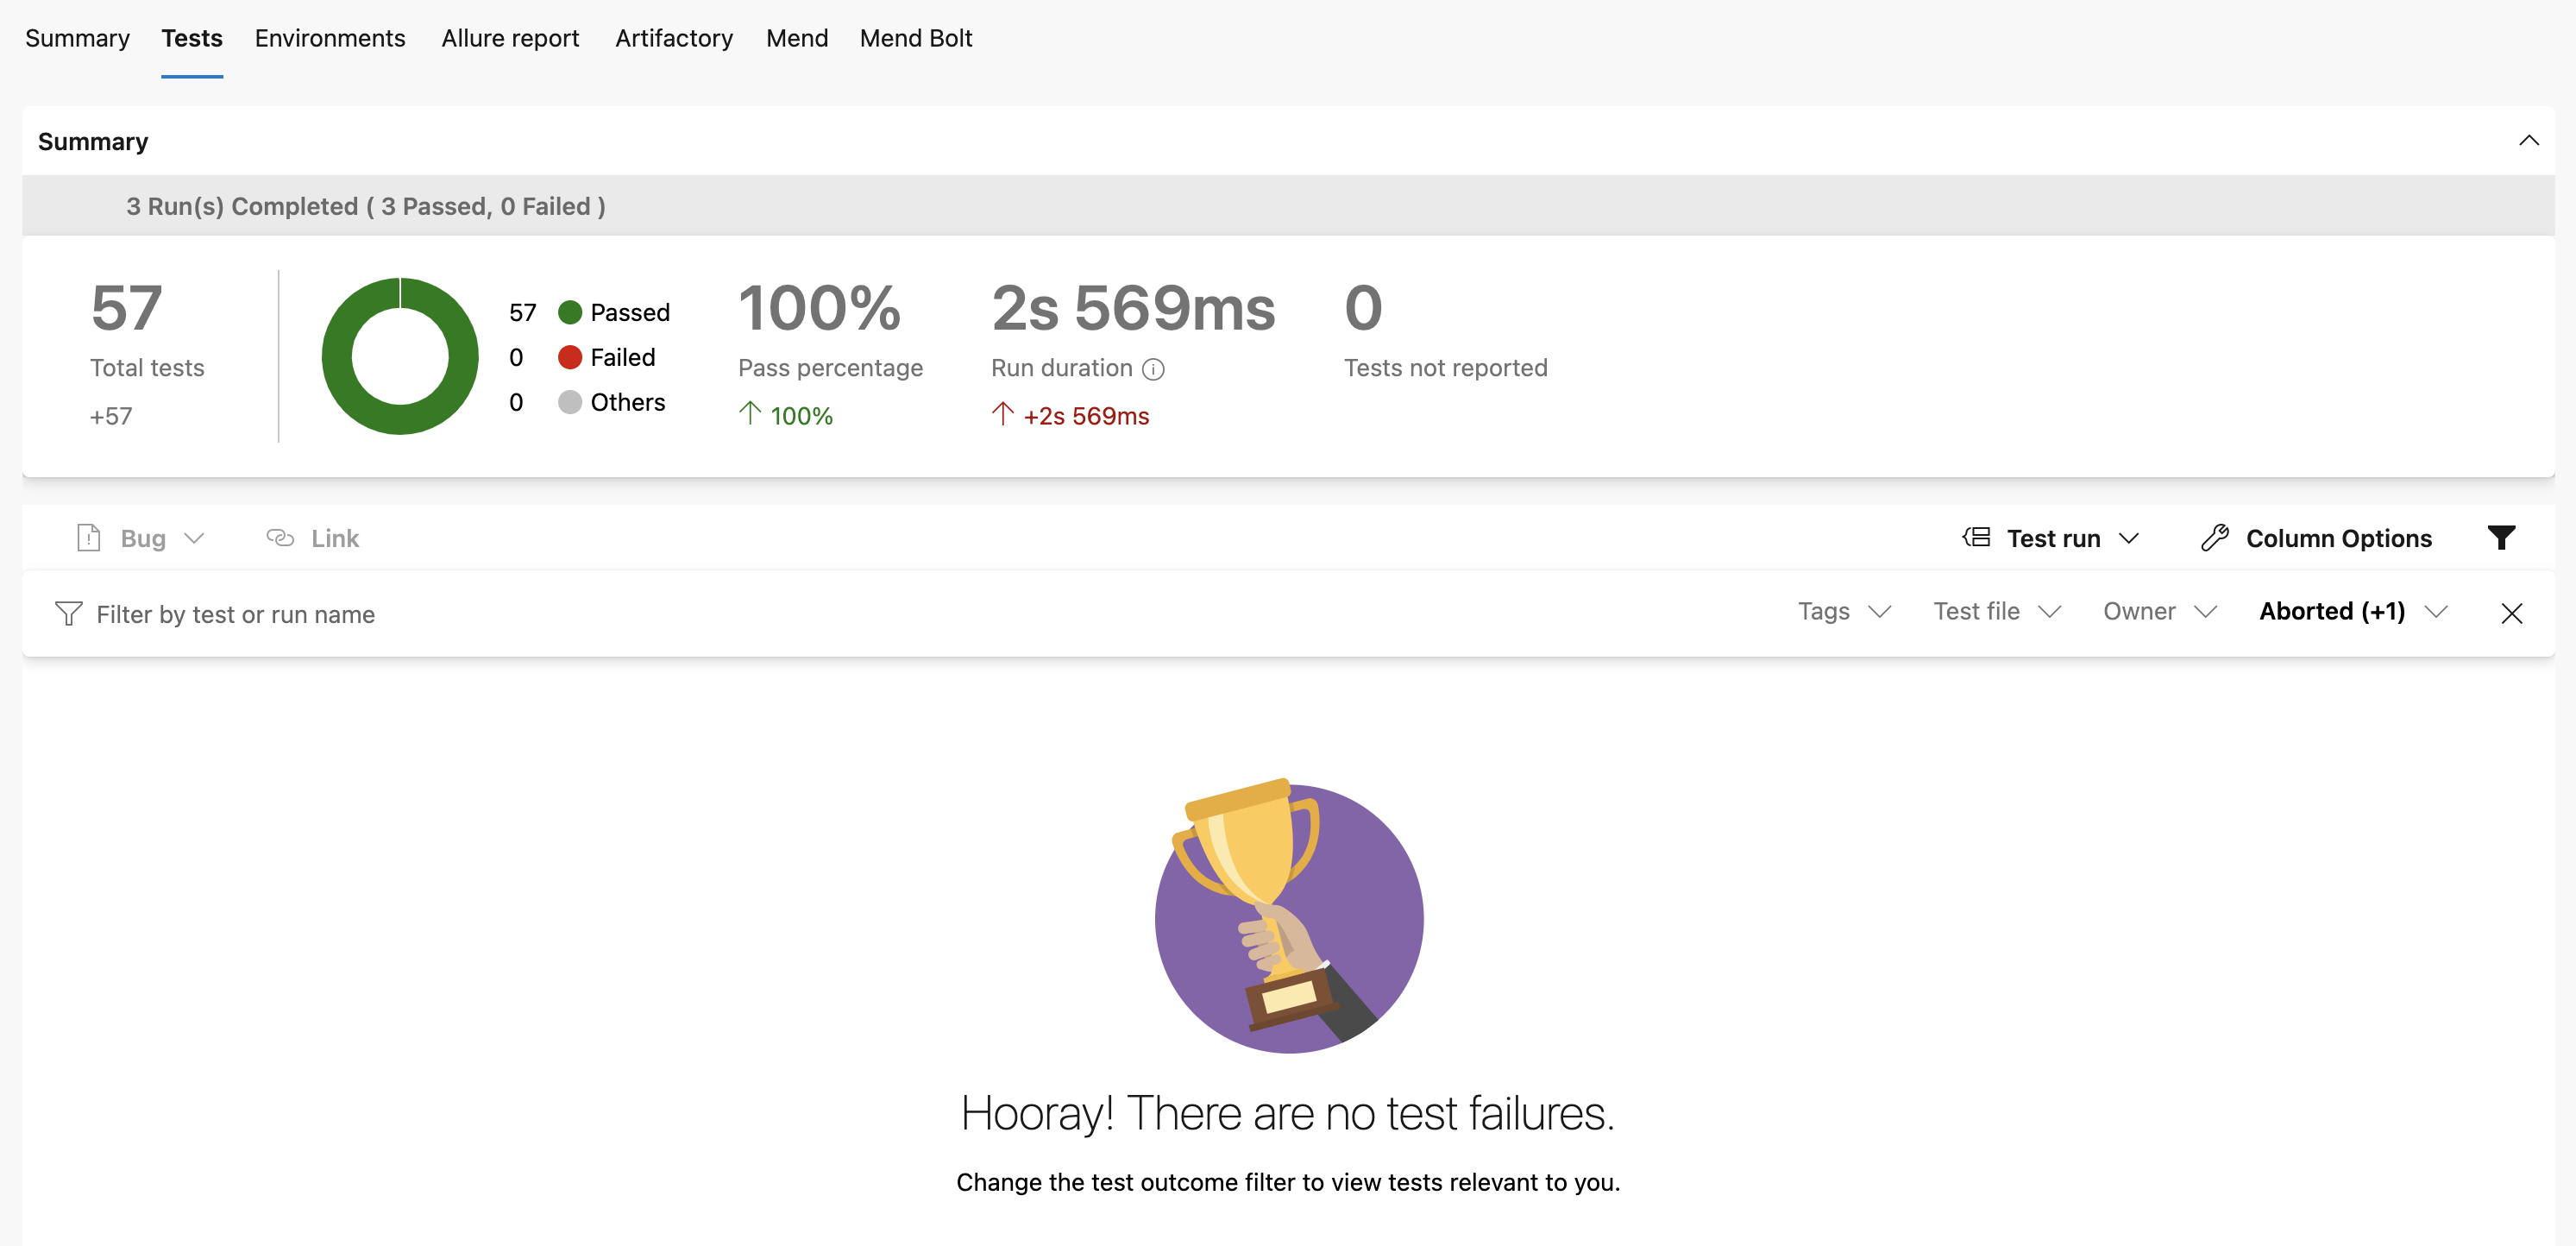 Summary Tests Environments Allure report Artifactory Mend Mend Bolt
Summary
3 Run(s) Completed ( 3 Passed, 0 Failed )
57
Total tests
+57
57 Passed
0 Failed
0 Others
100%
Pass percentage
100%
2s 569ms
Run duration
+2s 569ms
0
Tests not reported
Bug Link Test run Column Options
Filter by test or run name Tags Test file Owner Aborted (+1)
Hooray! There are no test failures.
Change the test outcome filter to view tests relevant to you.